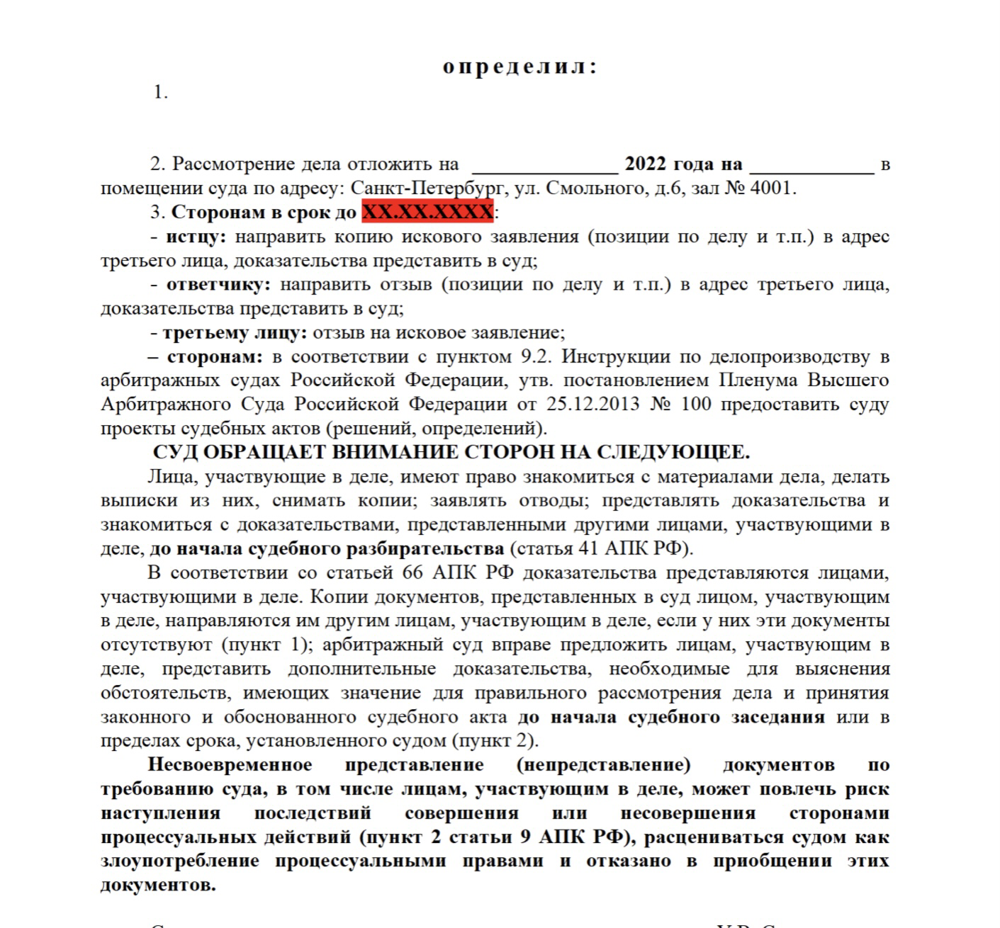 определил:
1.
2. Рассмотрение дела отложить на _______________ 2022 года на _____________ в
помещении суда по адресу: Санкт-Петербург, ул. Смольного, д.6, зал № 4001.
3. Сторонам в срок до XX.XX.XXXX:
- истцу: направить копию искового заявления (позиции по делу и т.п.) в адрес
третьего лица, доказательства представить в суд;
- ответчику: направить отзыв (позиции по делу и т.п.) в адрес третьего лица,
доказательства представить в суд;
- третьему лицу: отзыв на исковое заявление;
– сторонам: в соответствии с пунктом 9.2. Инструкции по делопроизводству в
арбитражных судах Российской Федерации, утв. постановлением Пленума Высшего
Арбитражного Суда Российской Федерации от 25.12.2013 № 100 предоставить суду
проекты судебных актов (решений, определений).
СУД ОБРАЩАЕТ ВНИМАНИЕ СТОРОН НА СЛЕДУЮЩЕЕ.
Лица, участвующие в деле, имеют право знакомиться с материалами дела, делать
выписки из них, снимать копии; заявлять отводы; представлять доказательства и
знакомиться с доказательствами, представленными другими лицами, участвующими в
деле, до начала судебного разбирательства (статья 41 АПК РФ).
В соответствии со статьей 66 АПК РФ доказательства представляются лицами,
участвующими в деле. Копии документов, представленных в суд лицом, участвующим
в деле, направляются им другим лицам, участвующим в деле, если у них эти документы
отсутствуют (пункт 1); арбитражный суд вправе предложить лицам, участвующим в
деле, представить дополнительные доказательства, необходимые для выяснения
обстоятельств, имеющих значение для правильного рассмотрения дела и принятия
законного и обоснованного судебного акта до начала судебного заседания или в
пределах срока, установленного судом (пункт 2).
Несвоевременное представление (непредставление) документов по
требованию суда, в том числе лицам, участвующим в деле, может повлечь риск
наступления последствий совершения или несовершения сторонами
процессуальных действий (пункт 2 статьи 9 АПК РФ), расцениваться судом как
злоупотребление процессуальными правами и отказано в приобщении этих
документов.